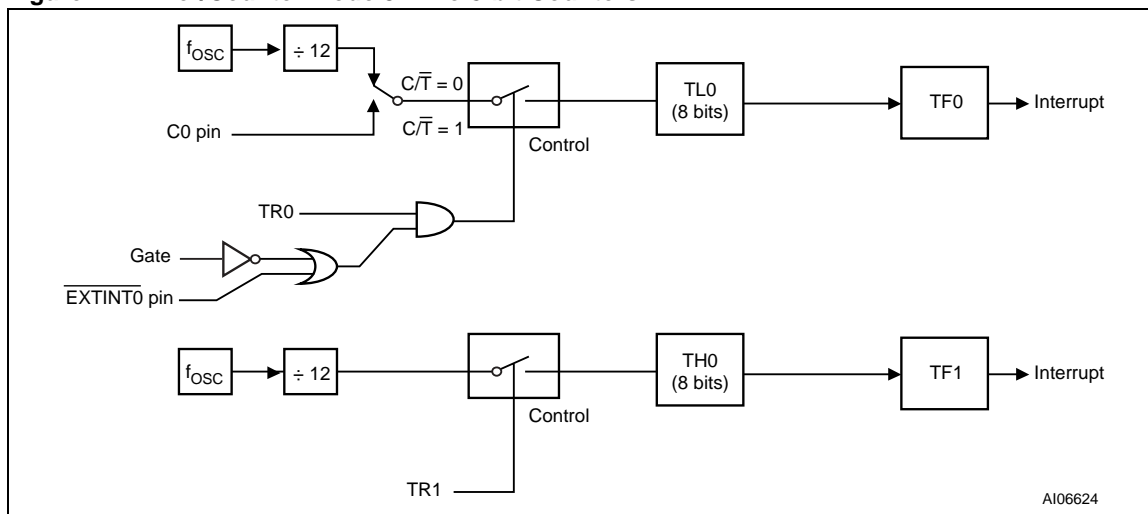 fOSC
÷ 12
C/T̅ = 0
C0 pin
C/T̅ = 1
Control
TL0
(8 bits)
TF0
Interrupt
TR0
Gate
E̅X̅T̅I̅N̅T̅0̅ pin
fOSC
÷ 12
Control
TH0
(8 bits)
TF1
Interrupt
TR1
AI06624